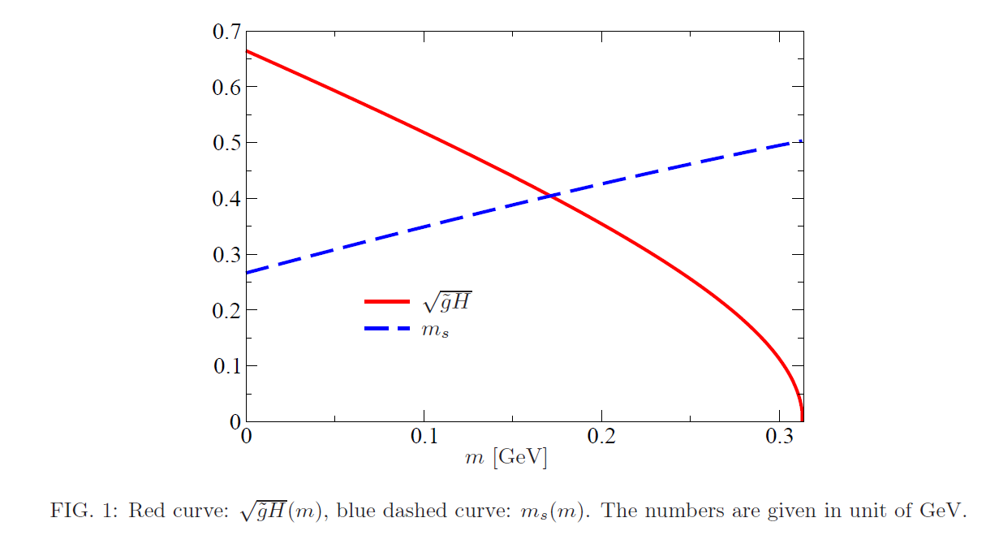 0.7
0.6
0.5
0.4
0.3
0.2
0.1
0
√g̃H
mₛ
0 0.1 0.2 0.3
m [GeV]
FIG. 1: Red curve: √g̃H(m), blue dashed curve: mₛ(m). The numbers are given in unit of GeV.